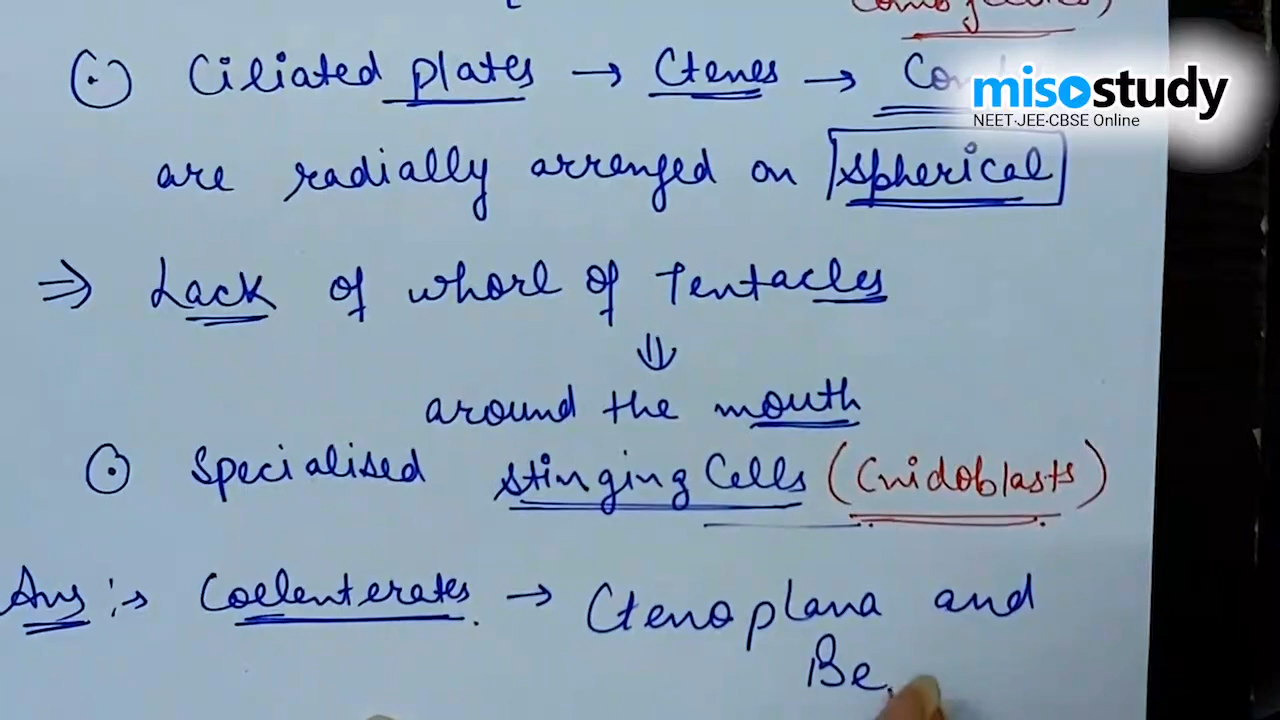 Ciliated plates → Ctenes →
misostudy
NEET·JEE·CBSE Online
are radially arranged on spherical
⇒ Lack of whorl of Tentacles
⇓
around the mouth
Specialised stinging Cells (Cnidoblasts)
Ans :→ Coelenterates → Ctenoplana and
Be